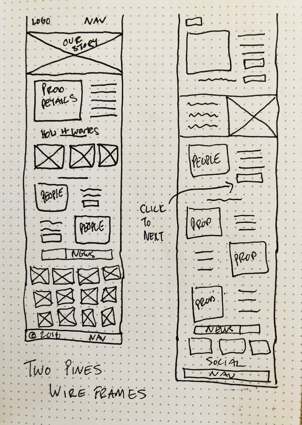 LOGO NAV
OUR
STORY
PROD
DETAILS
HOW IT WORKS
PEOPLE
PEOPLE
NEWS
NAV
PEOPLE
CLICK
TO
NEXT
PROD
PROD
PROD
NEWS
SOCIAL
NAV
TWO PINES
WIRE FRAMES